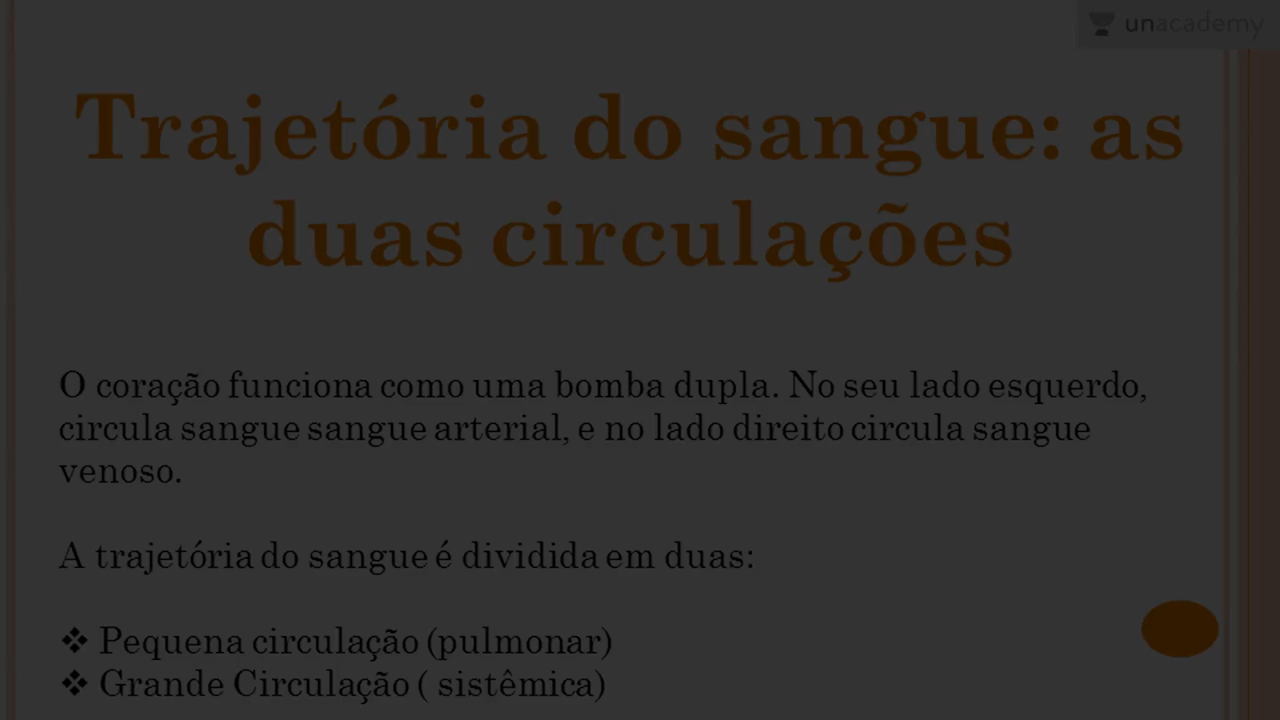 unacademy
Trajetória do sangue: as
duas circulações
O coração funciona como uma bomba dupla. No seu lado esquerdo,
circula sangue sangue arterial, e no lado direito circula sangue
venoso.
A trajetória do sangue é dividida em duas:
❖ Pequena circulação (pulmonar)
❖ Grande Circulação ( sistêmica)